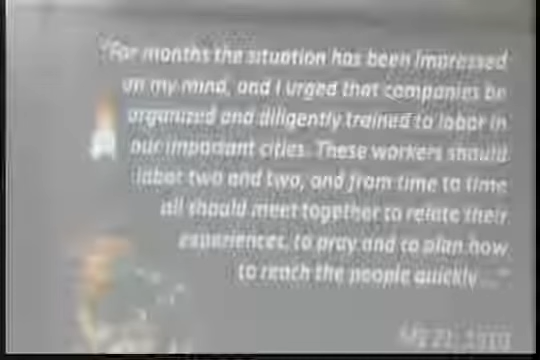 "For months the situation has been impressed
on my mind, and I urged that companies be
organized and diligently trained to labor in
our important cities. These workers should
labor two and two, and from time to time
all should meet together to relate their
experiences, to pray and to plan how
to reach the people quickly..."